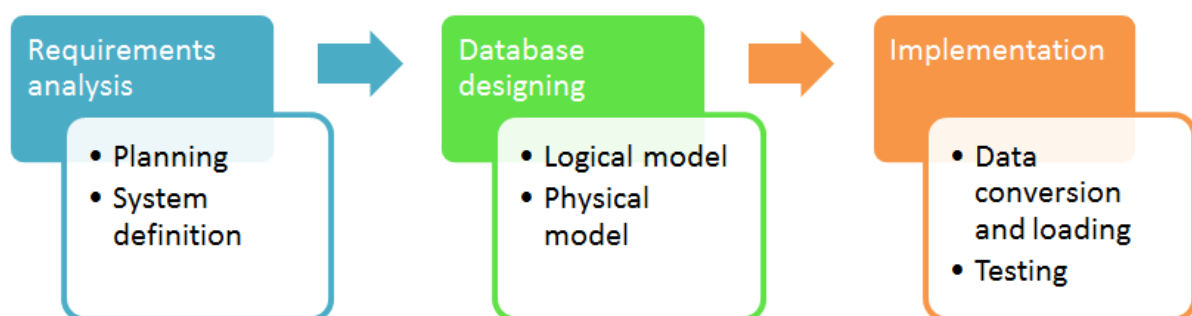 Requirements
analysis
• Planning
• System
definition
Database
designing
• Logical model
• Physical
model
Implementation
• Data
conversion
and loading
• Testing